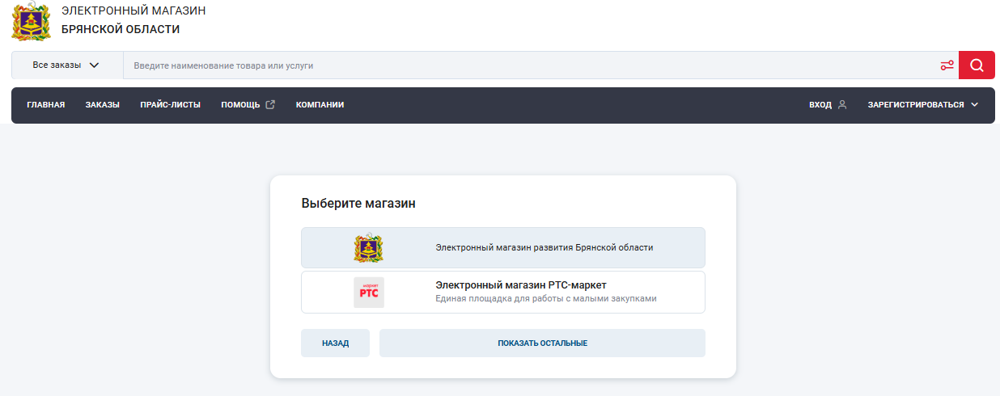 ЭЛЕКТРОННЫЙ МАГАЗИН
БРЯНСКОЙ ОБЛАСТИ
Все заказы
Введите наименование товара или услуги
ГЛАВНАЯ ЗАКАЗЫ ПРАЙС-ЛИСТЫ ПОМОЩЬ КОМПАНИИ ВХОД ЗАРЕГИСТРИРОВАТЬСЯ
Выберите магазин
Электронный магазин развития Брянской области
маркет
РТС
Электронный магазин РТС-маркет
Единая площадка для работы с малыми закупками
НАЗАД
ПОКАЗАТЬ ОСТАЛЬНЫЕ